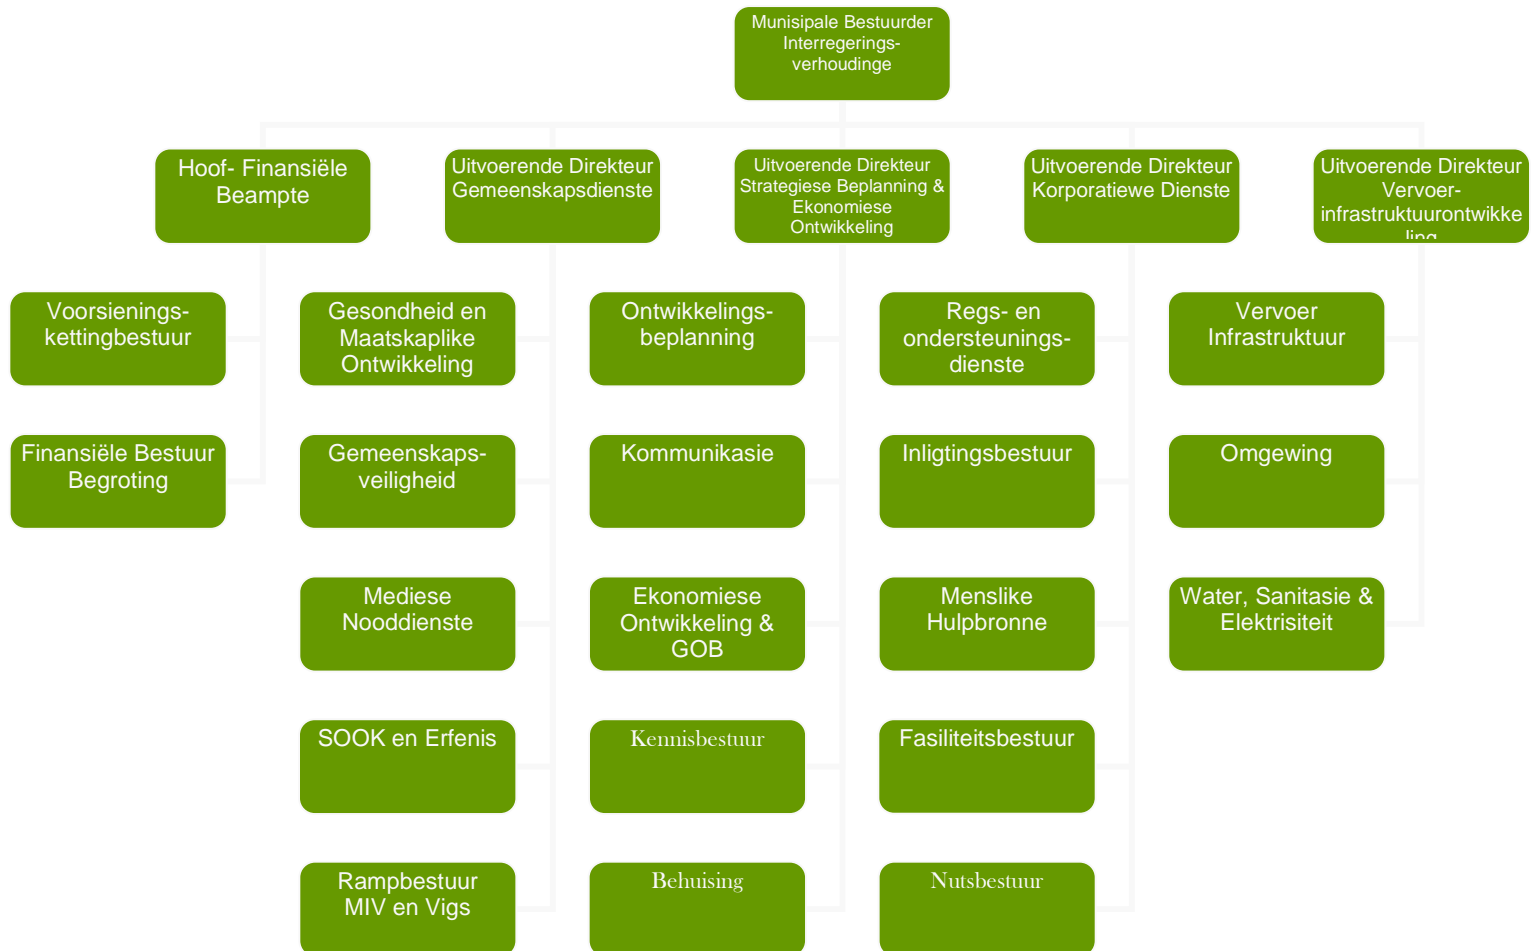 Munisipale Bestuurder
Interregerings-
verhoudinge
Hoof- Finansiële
Beampte
Uitvoerende Direkteur
Gemeenskapsdienste
Uitvoerende Direkteur
Strategiese Beplanning &
Ekonomiese
Ontwikkeling
Uitvoerende Direkteur
Korporatiewe Dienste
Uitvoerende Direkteur
Vervoer-
infrastruktuurontwikke
ling
Voorsienings-
kettingbestuur
Gesondheid en
Maatskaplike
Ontwikkeling
Ontwikkelings-
beplanning
Regs- en
ondersteunings-
dienste
Vervoer
Infrastruktuur
Finansiële Bestuur
Begroting
Gemeenskaps-
veiligheid
Kommunikasie
Inligtingsbestuur
Omgewing
Mediese
Nooddienste
Ekonomiese
Ontwikkeling &
GOB
Menslike
Hulpbronne
Water, Sanitasie &
Elektrisiteit
SOOK en Erfenis
Kennisbestuur
Fasiliteitsbestuur
Rampbestuur
MIV en Vigs
Behuising
Nutsbestuur